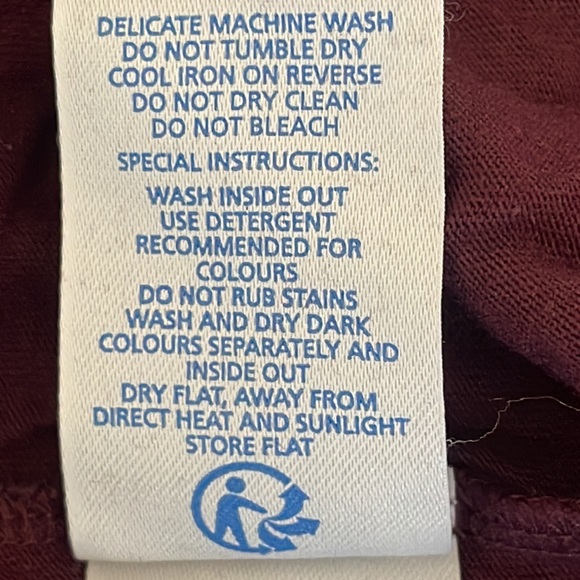 DELICATE MACHINE WASH
DO NOT TUMBLE DRY
COOL IRON ON REVERSE
DO NOT DRY CLEAN
DO NOT BLEACH
SPECIAL INSTRUCTIONS:
WASH INSIDE OUT
USE DETERGENT
RECOMMENDED FOR
COLOURS
DO NOT RUB STAINS
WASH AND DRY DARK
COLOURS SEPARATELY AND
INSIDE OUT
DRY FLAT, AWAY FROM
DIRECT HEAT AND SUNLIGHT
STORE FLAT